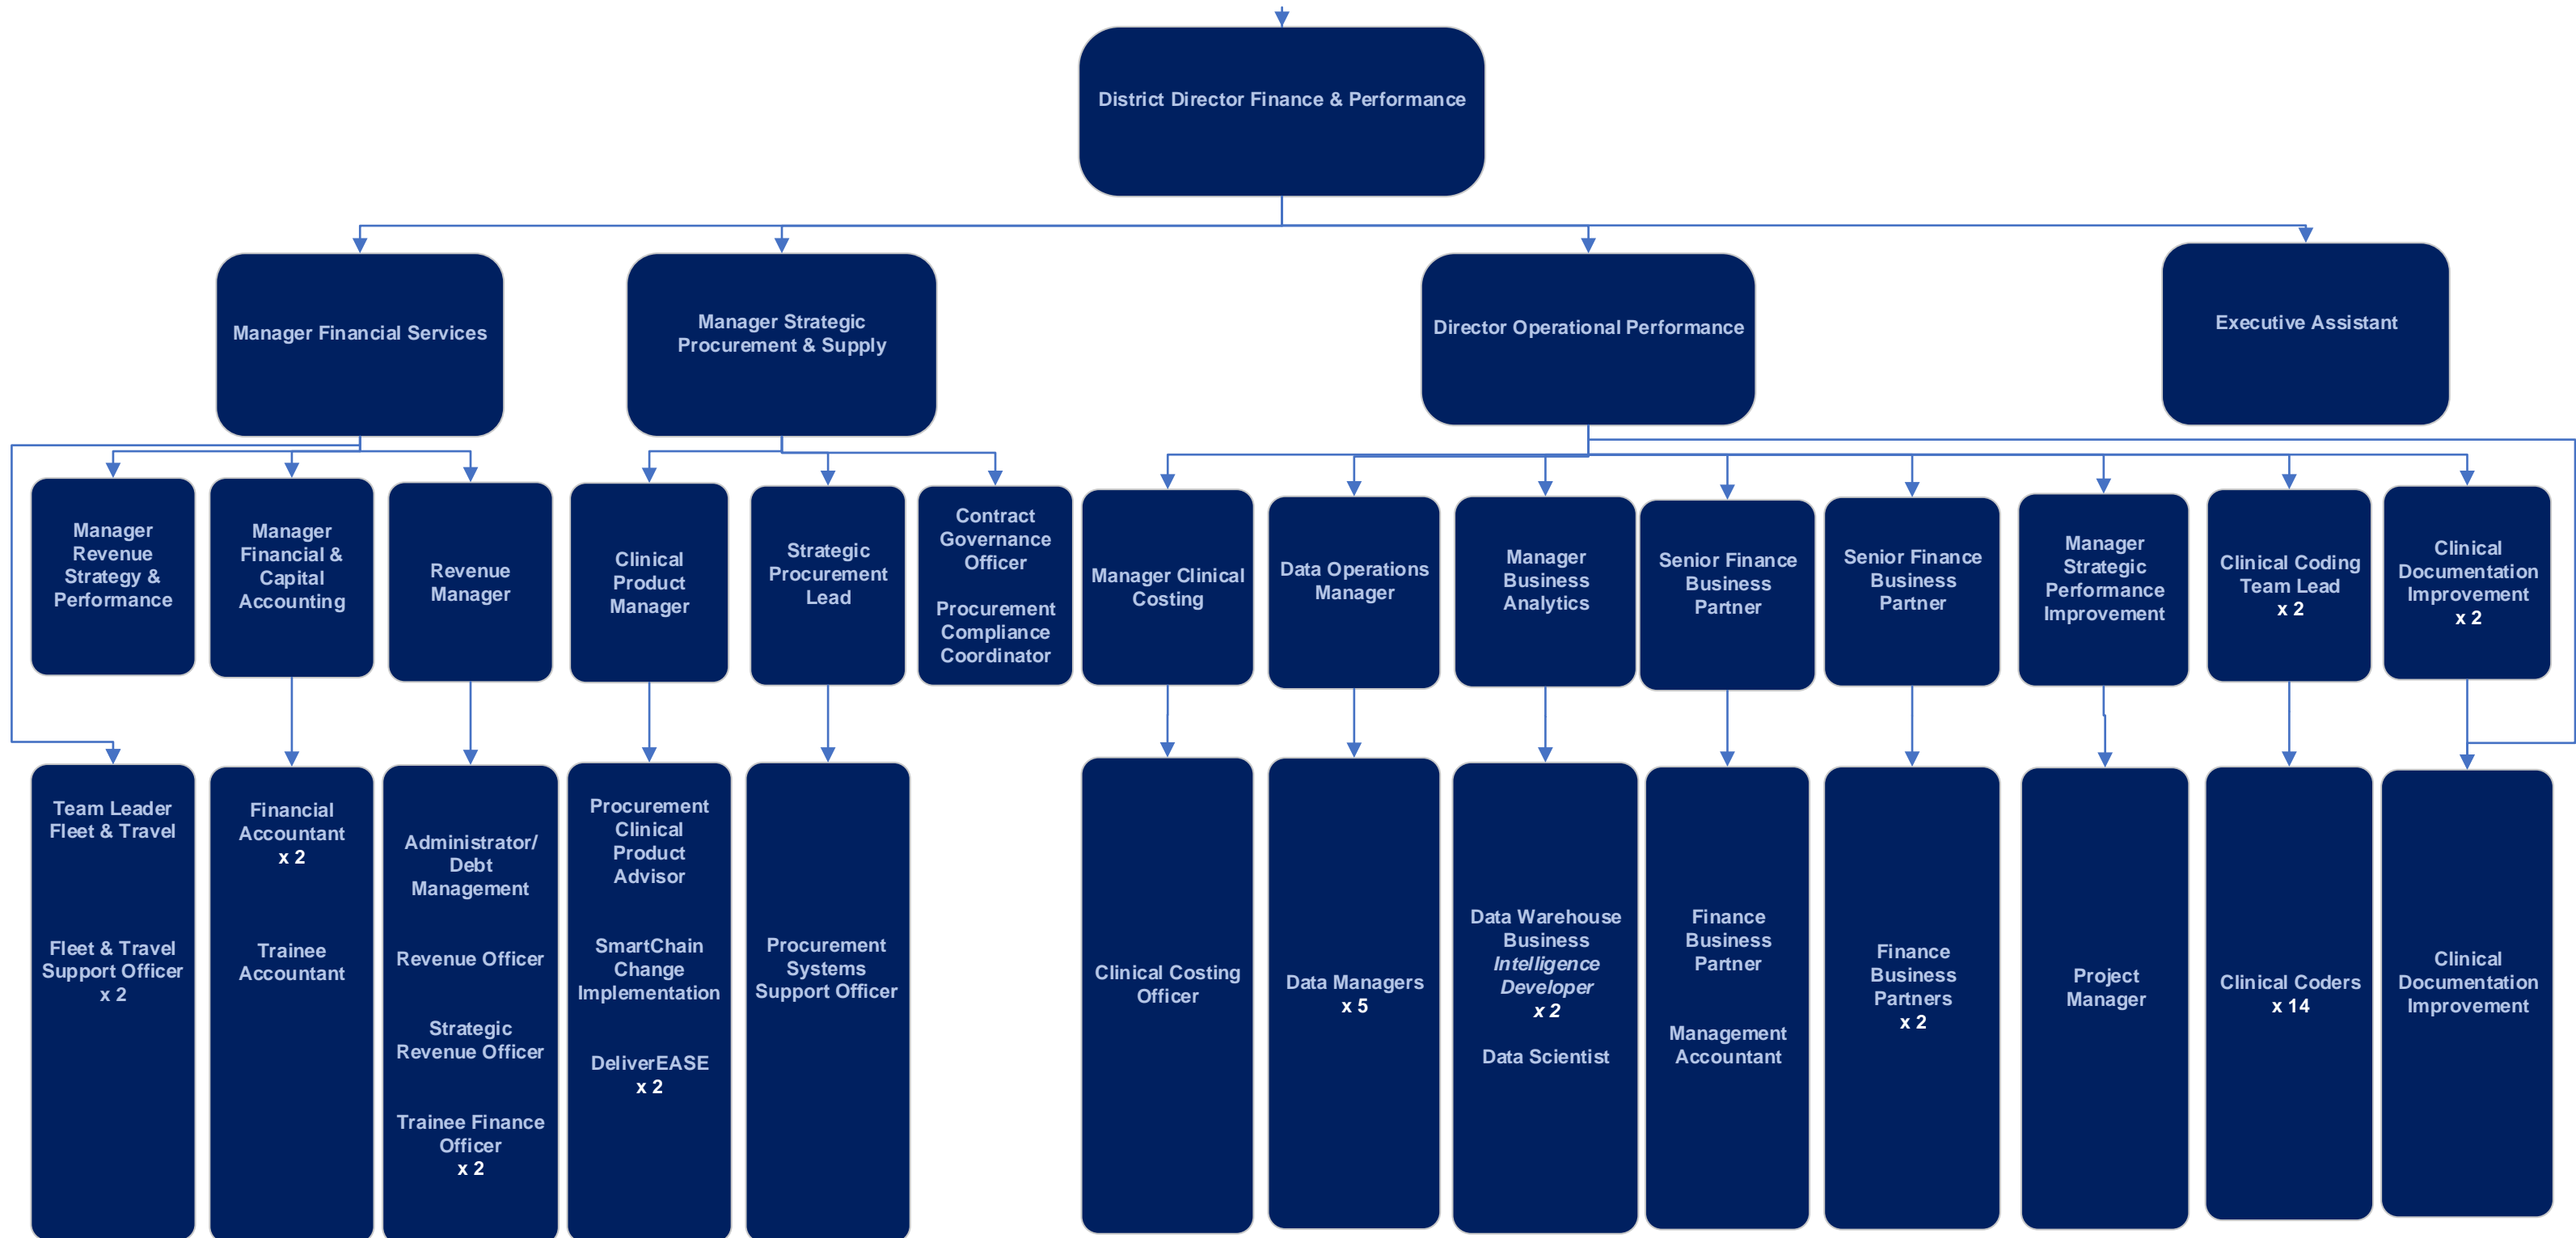 District Director Finance & Performance
Manager Financial Services
Manager Strategic
Procurement & Supply
Director Operational Performance
Executive Assistant
Manager
Revenue
Strategy &
Performance
Manager
Financial &
Capital
Accounting
Revenue
Manager
Clinical
Product
Manager
Strategic
Procurement
Lead
Contract
Governance
Officer
Procurement
Compliance
Coordinator
Manager Clinical
Costing
Data Operations
Manager
Manager
Business
Analytics
Senior Finance
Business
Partner
Senior Finance
Business
Partner
Manager
Strategic
Performance
Improvement
Clinical Coding
Team Lead
x 2
Clinical
Documentation
Improvement
x 2
Team Leader
Fleet & Travel
Fleet & Travel
Support Officer
x 2
Financial
Accountant
x 2
Trainee
Accountant
Administrator/
Debt
Management
Revenue Officer
Strategic
Revenue Officer
Trainee Finance
Officer
x 2
Procurement
Clinical
Product
Advisor
SmartChain
Change
Implementation
DeliverEASE
x 2
Procurement
Systems
Support Officer
Clinical Costing
Officer
Data Managers
x 5
Data Warehouse
Business
Intelligence
Developer
x 2
Data Scientist
Finance
Business
Partner
Management
Accountant
Finance
Business
Partners
x 2
Project
Manager
Clinical Coders
x 14
Clinical
Documentation
Improvement